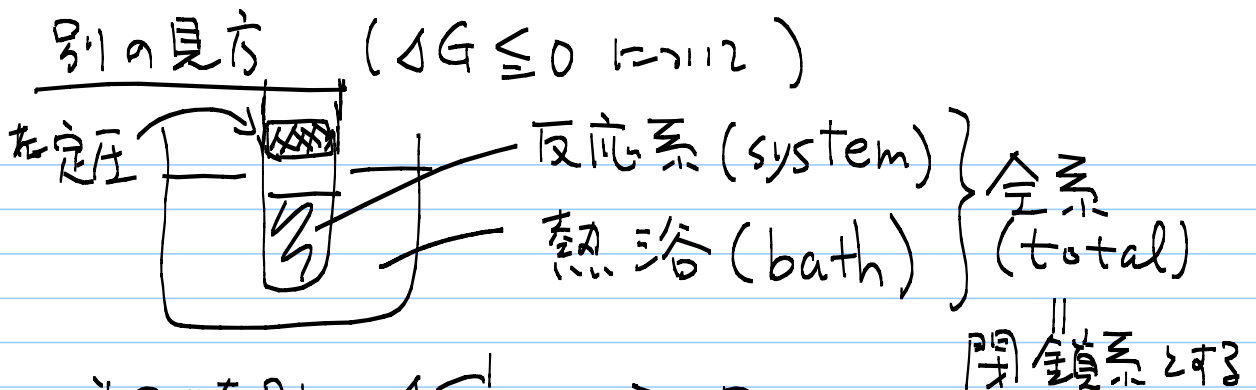 別の見方 (ΔG ≦ 0 について)
定圧
反応系 (system)
熱浴 (bath)
全系
(total)
||
閉鎖系とする